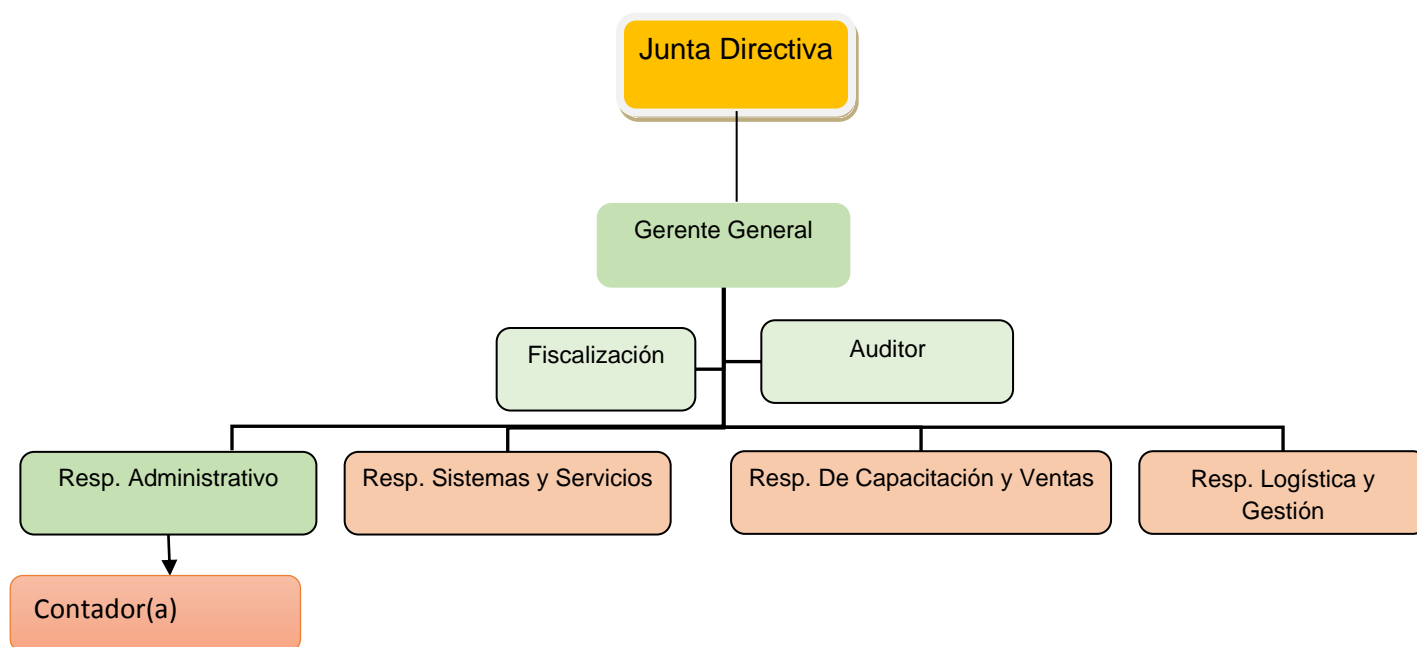 Junta Directiva
Gerente General
Fiscalización
Auditor
Resp. Administrativo
Resp. Sistemas y Servicios
Resp. De Capacitación y Ventas
Resp. Logística y
Gestión
Contador(a)